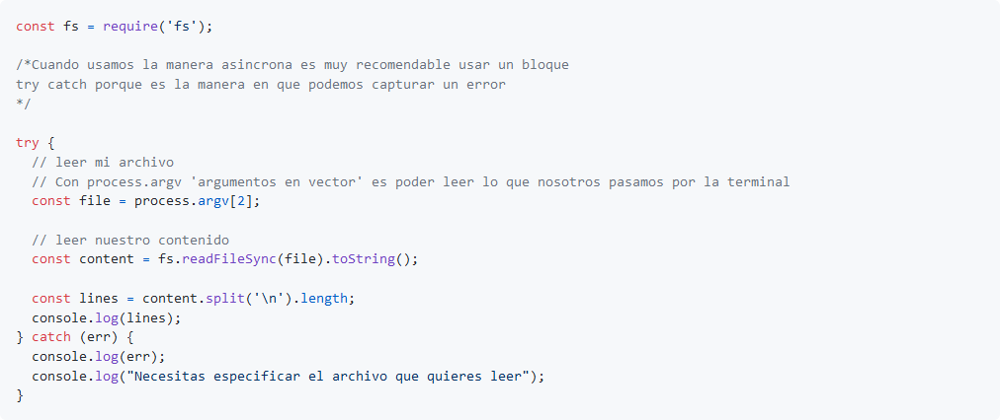 const fs = require('fs');
/*Cuando usamos la manera asincrona es muy recomendable usar un bloque
try catch porque es la manera en que podemos capturar un error
*/
try {
// leer mi archivo
// Con process.argv 'argumentos en vector' es poder leer lo que nosotros pasamos por la terminal
const file = process.argv[2];
// leer nuestro contenido
const content = fs.readFileSync(file).toString();
const lines = content.split('\n').length;
console.log(lines);
} catch (err) {
console.log(err);
console.log("Necesitas especificar el archivo que quieres leer");
}